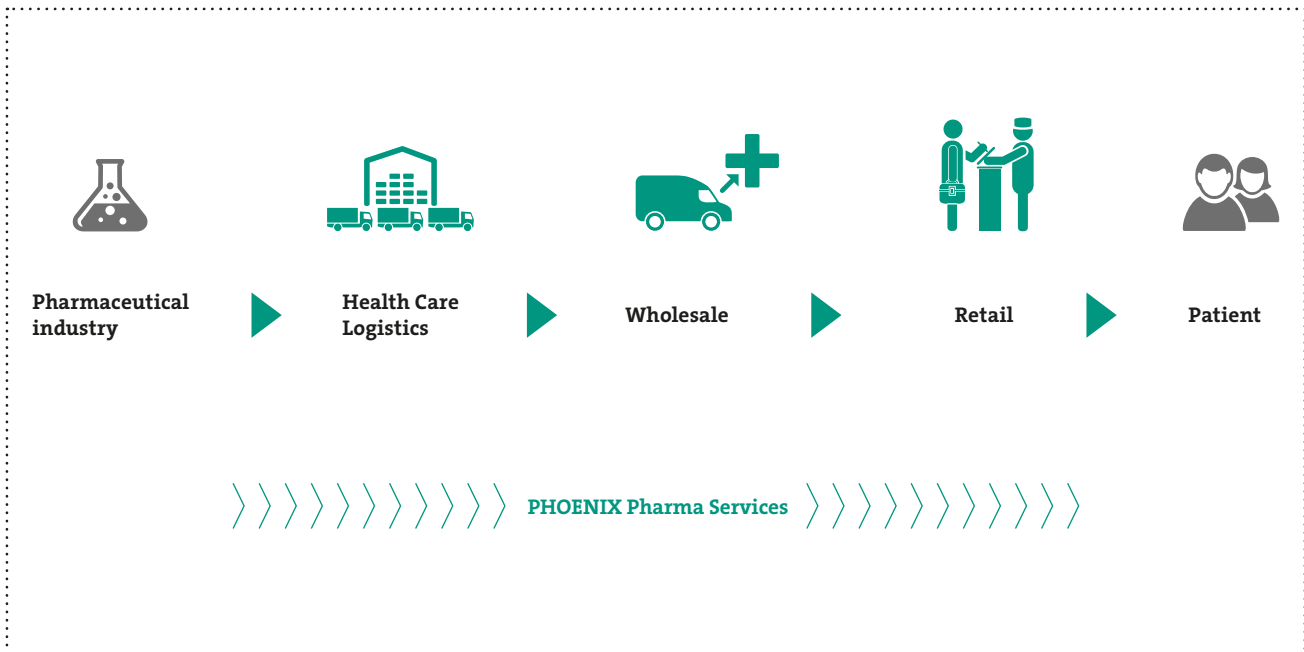 Pharmaceutical
industry
Health Care
Logistics
Wholesale
Retail
Patient
PHOENIX Pharma Services